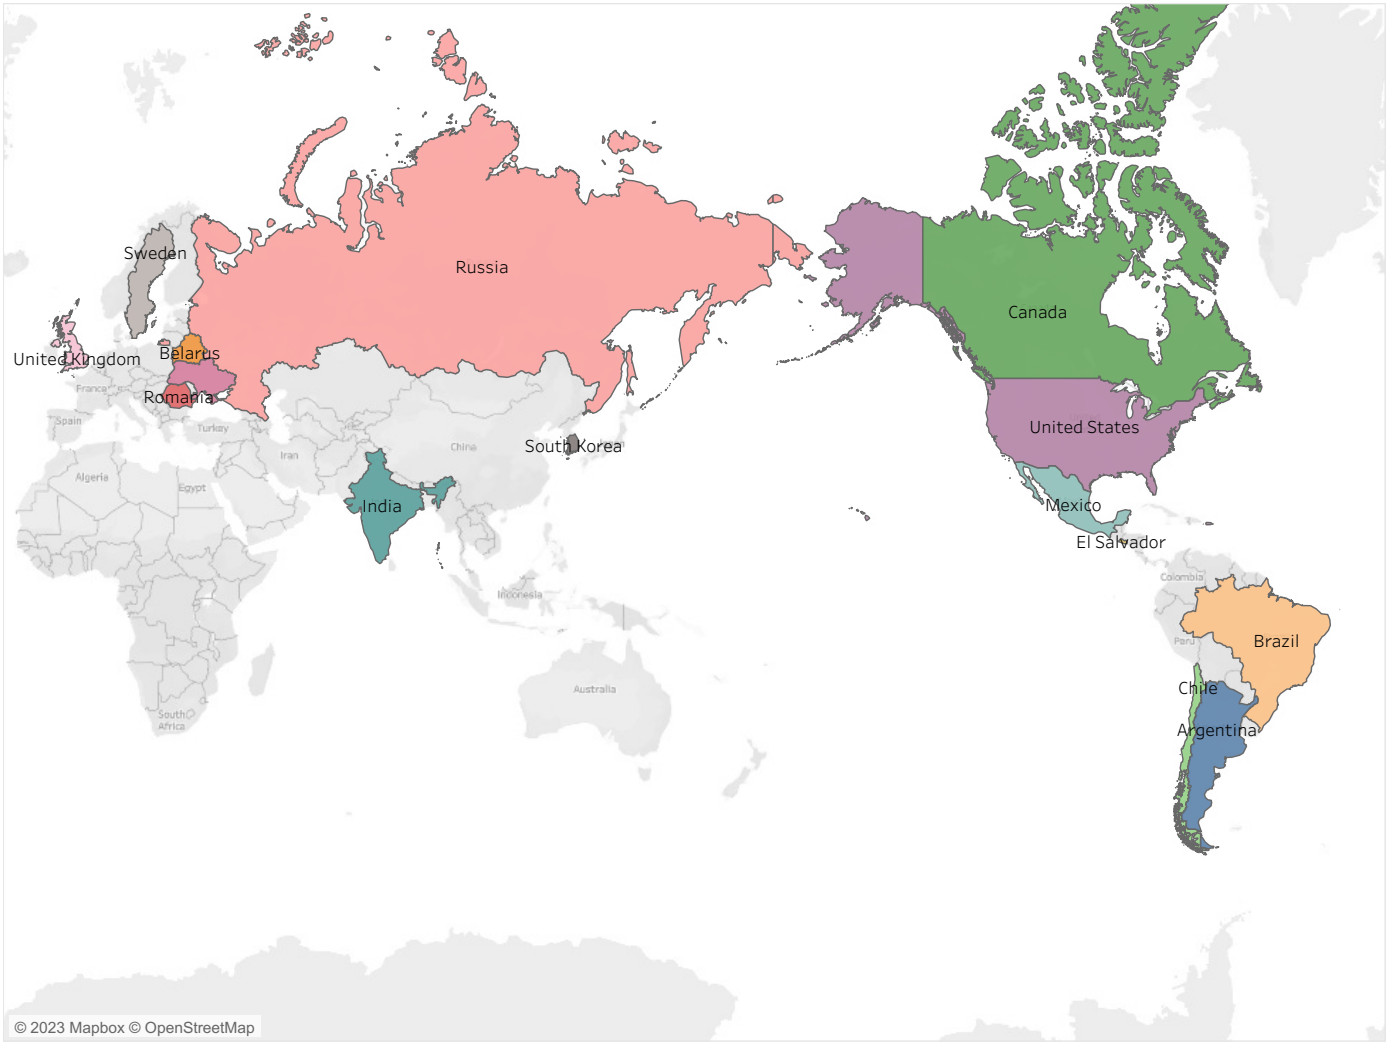 Sweden
Russia
Canada
United Kingdom
Belarus
France
Romania
Spain
Turkey
United States
China
South Korea
Iran
Algeria
Egypt
India
Mexico
El Salvador
Colombia
Indonesia
Brazil
Peru
Chile
Australia
South
Africa
Argentina
© 2023 Mapbox © OpenStreetMap